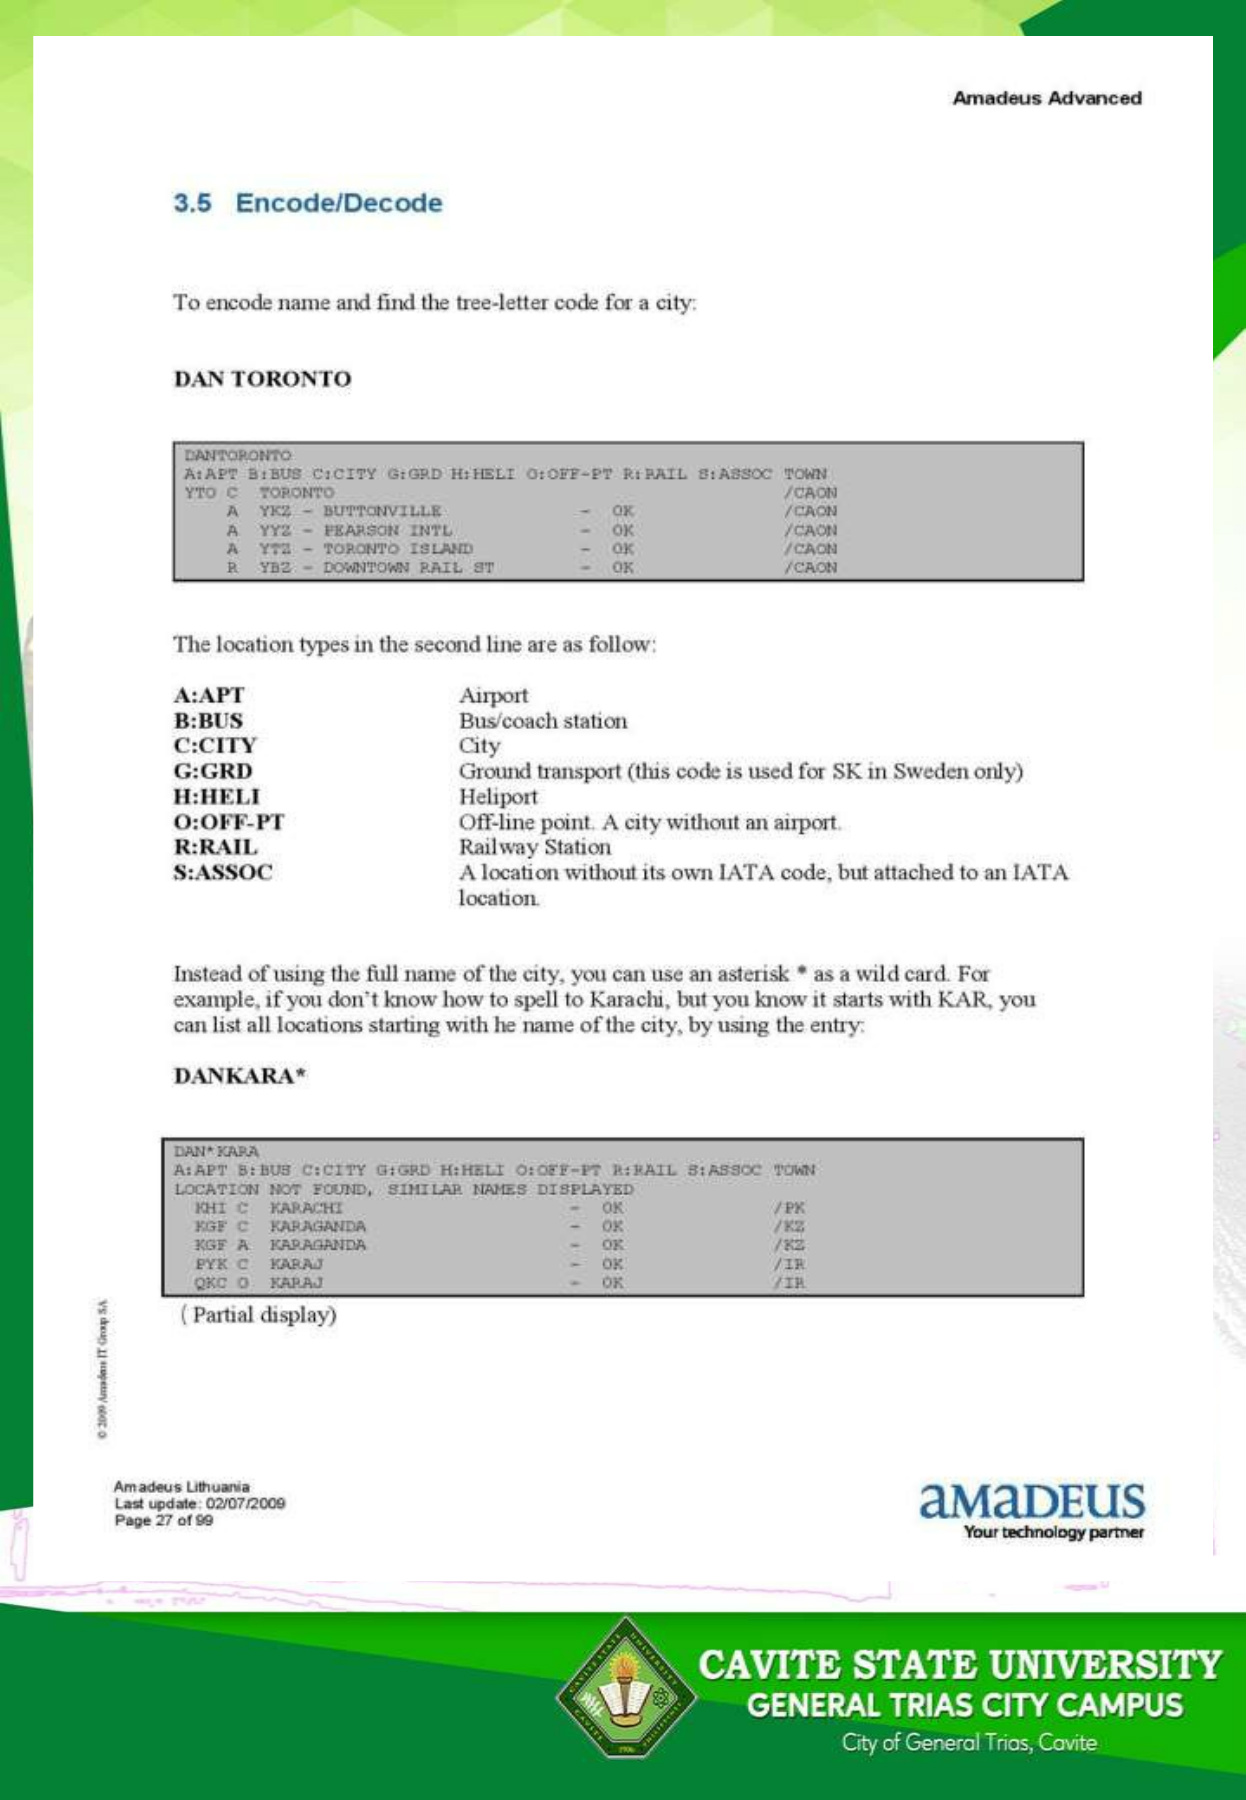 Amadeus Advanced
3.5 Encode/Decode
To encode name and find the tree-letter code for a city:
DAN TORONTO
DANTORONTO
A:APT B:BUS C:CITY G:GRD H:HELI O:OFF-PT R:RAIL S:ASSOC TOWN
YTO C TORONTO /CAON
A YKZ - BUTTONVILLE - OK /CAON
A YYZ - PEARSON INTL - OK /CAON
A YTZ - TORONTO ISLAND - OK /CAON
R YBZ - DOWNTOWN RAIL ST - OK /CAON
The location types in the second line are as follow:
A:APT Airport
B:BUS Bus/coach station
C:CITY City
G:GRD Ground transport (this code is used for SK in Sweden only)
H:HELI Heliport
O:OFF-PT Off-line point. A city without an airport.
R:RAIL Railway Station
S:ASSOC A location without its own IATA code, but attached to an IATA
location.
Instead of using the full name of the city, you can use an asterisk * as a wild card. For
example, if you don't know how to spell to Karachi, but you know it starts with KAR, you
can list all locations starting with he name of the city, by using the entry:
DANKARA*
DAN*KARA
A:APT B:BUS C:CITY G:GRD H:HELI O:OFF-PT R:RAIL S:ASSOC TOWN
LOCATION NOT FOUND, SIMILAR NAMES DISPLAYED
KHI C KARACHI - OK /PK
KGF C KARAGANDA - OK /KZ
KGF A KARAGANDA - OK /KZ
PYK C KARAJ - OK /IR
QKC O KARAJ - OK /IR
( Partial display)
© 2009 Amadeus IT Group SA
Amadeus Lithuania
Last update: 02/07/2009
Page 27 of 99
amaDEUS
Your technology partner
CAVITE STATE UNIVERSITY
GENERAL TRIAS CITY CAMPUS
City of General Trias, Cavite